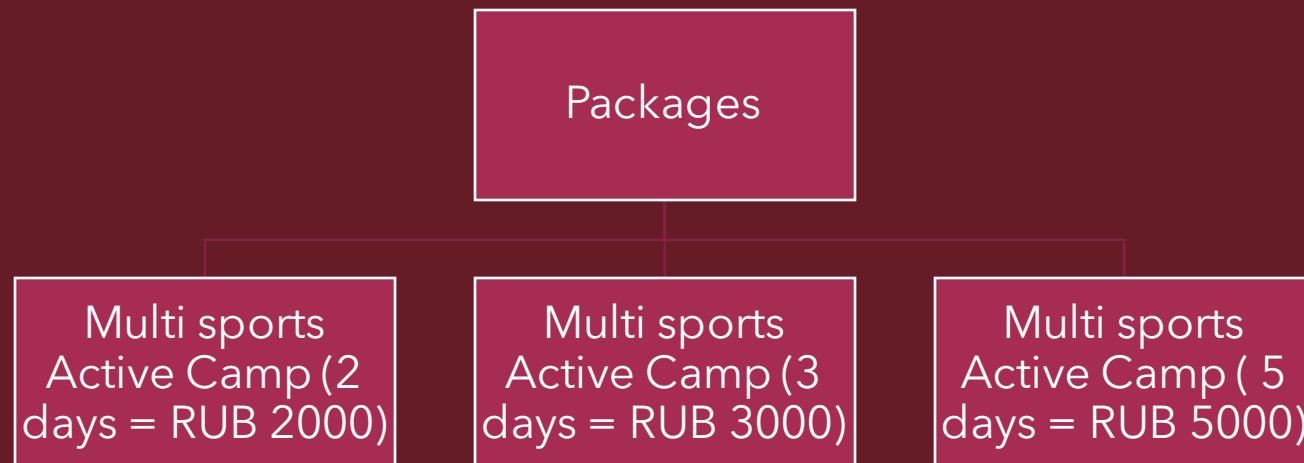 Packages
Multi sports
Active Camp (2
days = RUB 2000)
Multi sports
Active Camp (3
days = RUB 3000)
Multi sports
Active Camp ( 5
days = RUB 5000)